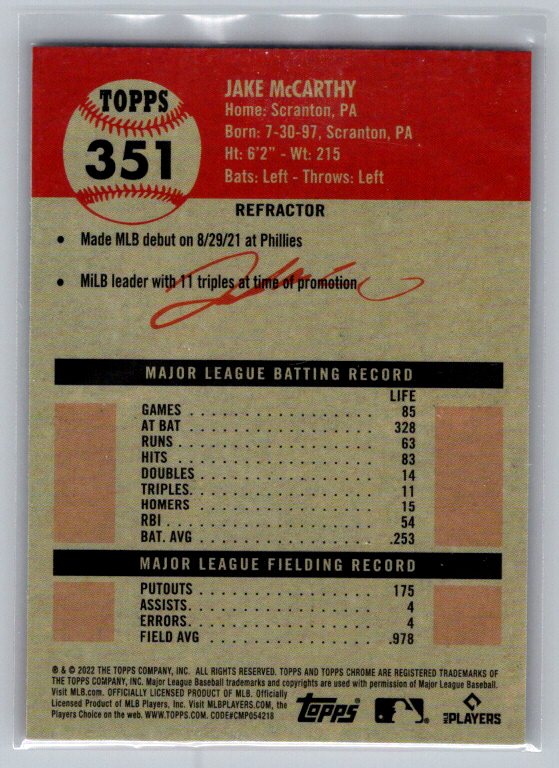 TOPPS
351
JAKE McCARTHY
Home: Scranton, PA
Born: 7-30-97, Scranton, PA
Ht: 6'2" - Wt: 215
Bats: Left - Throws: Left
REFRACTOR
• Made MLB debut on 8/29/21 at Phillies
• MiLB leader with 11 triples at time of promotion
MAJOR LEAGUE BATTING RECORD
LIFE
GAMES . . . . . . . . . . . . . . . . 85
AT BAT . . . . . . . . . . . . . . . . 328
RUNS . . . . . . . . . . . . . . . . 63
HITS . . . . . . . . . . . . . . . . 83
DOUBLES . . . . . . . . . . . . . . . . 14
TRIPLES. . . . . . . . . . . . . . . . 11
HOMERS . . . . . . . . . . . . . . . . 15
RBI . . . . . . . . . . . . . . . . 54
BAT. AVG . . . . . . . . . . . . . . . . .253
MAJOR LEAGUE FIELDING RECORD
PUTOUTS . . . . . . . . . . . . . . . . 175
ASSISTS. . . . . . . . . . . . . . . . 4
ERRORS. . . . . . . . . . . . . . . . 4
FIELD AVG . . . . . . . . . . . . . . . . .978
® & © 2022 THE TOPPS COMPANY, INC. ALL RIGHTS RESERVED. TOPPS AND TOPPS CHROME ARE REGISTERED TRADEMARKS OF
THE TOPPS COMPANY, INC. Major League Baseball trademarks and copyrights are used with permission of Major League Baseball.
Visit MLB.com. OFFICIALLY LICENSED PRODUCT OF MLB. Officially
Licensed Product of MLB Players, Inc. Visit MLBPLAYERS.COM, the
Players Choice on the web. WWW.TOPPS.COM. CODE#CMP054218
Topps
MLB PLAYERS